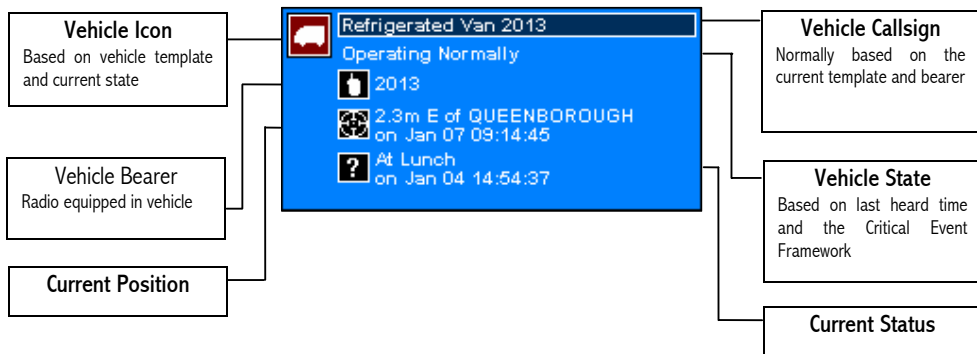 Vehicle Icon
Based on vehicle template
and current state
Vehicle Bearer
Radio equipped in vehicle
Current Position
Refrigerated Van 2013
Operating Normally
2013
2.3m E of QUEENBOROUGH
on Jan 07 09:14:45
?
At Lunch
on Jan 04 14:54:37
Vehicle Callsign
Normally based on the
current template and bearer
Vehicle State
Based on last heard time
and the Critical Event
Framework
Current Status